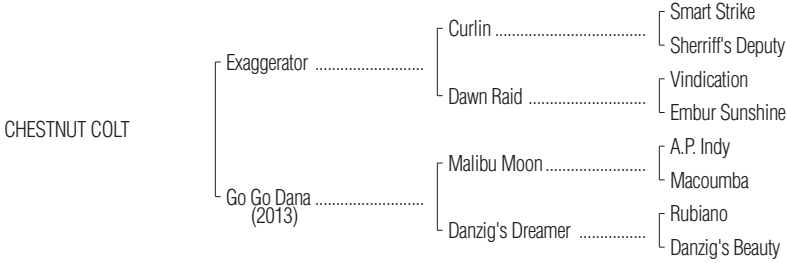 Smart Strike
Curlin ....................................
Sherriff's Deputy
Exaggerator ..........................
Vindication
Dawn Raid ............................
Embur Sunshine
CHESTNUT COLT
A.P. Indy
Malibu Moon ........................
Macoumba
Go Go Dana ..........................
(2013)
Rubiano
Danzig's Dreamer ................
Danzig's Beauty